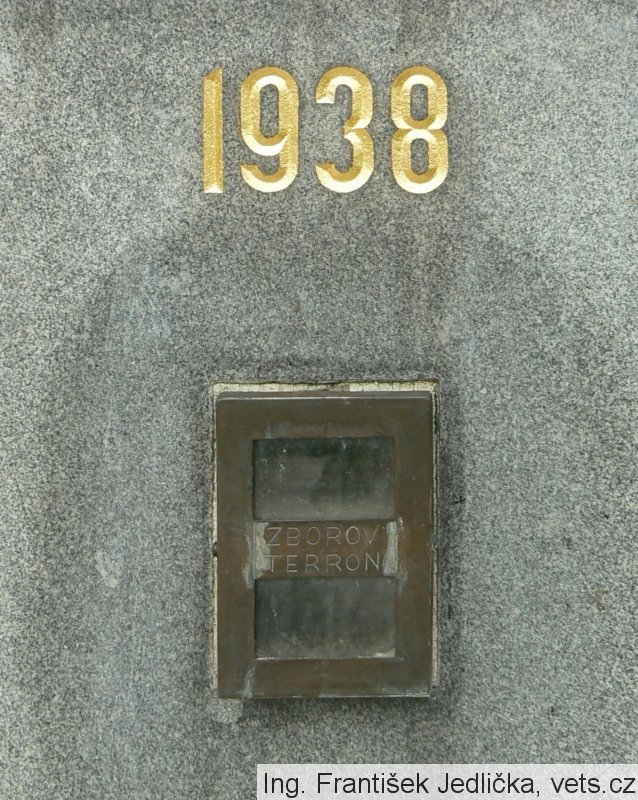 1938
ZBOROV
TERRON
Ing. František Jedlička, vets.cz